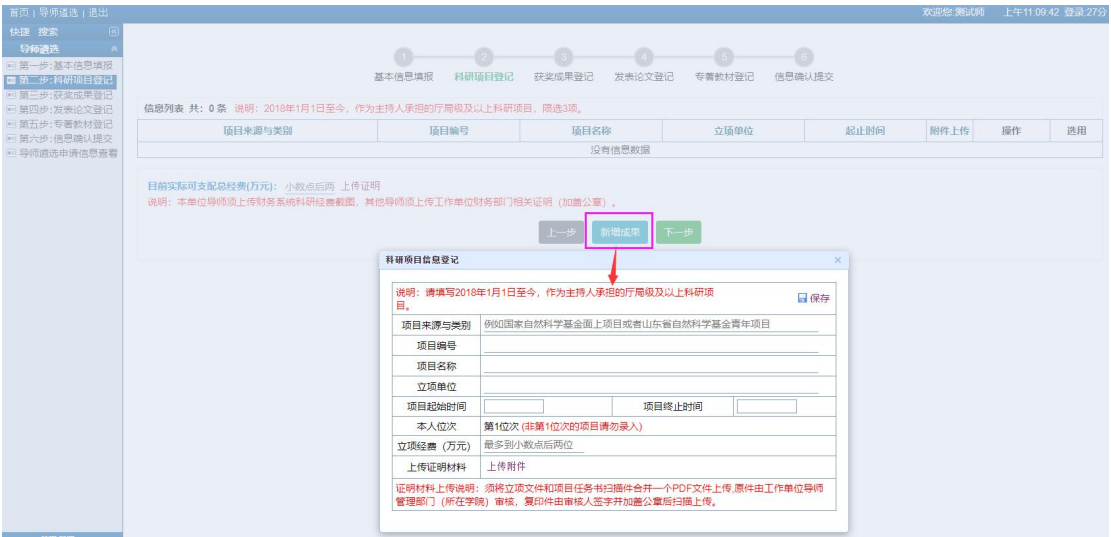 首页 | 导师遴选 | 退出
欢迎您:测试师 上午11:09:42 登录:27分
快捷 搜索
导师遴选
第一步:基本信息填报
第二步:科研项目登记
第三步:获奖成果登记
第四步:发表论文登记
第五步:专著教材登记
第六步:信息确认提交
导师遴选申请信息查看
1 2 3 4 5 6
基本信息填报 科研项目登记 获奖成果登记 发表论文登记 专著教材登记 信息确认提交
信息列表 共: 0 条 说明: 2018年1月1日至今, 作为主持人承担的厅局级及以上科研项目, 限选3项。
项目来源与类别 项目编号 项目名称 立项单位 起止时间 附件上传 操作 选用
没有信息数据
目前实际可支配总经费(万元): 小数点后两 上传证明
说明: 本单位导师须上传财务系统科研经费截图, 其他导师须上传工作单位财务部门相关证明 (加盖公章) 。
上一步 新增成果 下一步
科研项目信息登记 ×
说明: 请填写2018年1月1日至今, 作为主持人承担的厅局级及以上科研项
目。
保存
项目来源与类别 例如国家自然科学基金面上项目或者山东省自然科学基金青年项目
项目编号
项目名称
立项单位
项目起始时间 项目终止时间
本人位次 第1位次 (非第1位次的项目请勿录入)
立项经费 (万元) 最多到小数点后两位
上传证明材料 上传附件
证明材料上传说明: 须将立项文件和项目任务书扫描件合并一个PDF文件上传,原件由工作单位导师
管理部门 (所在学院) 审核, 复印件由审核人签字并加盖公章后扫描上传。